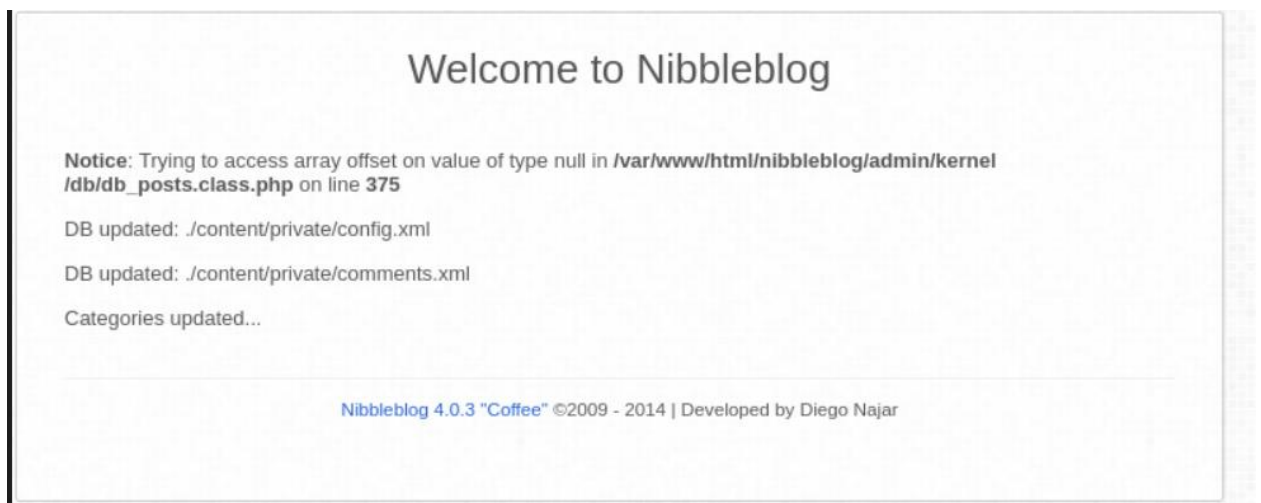 Welcome to Nibbleblog
Notice: Trying to access array offset on value of type null in /var/www/html/nibbleblog/admin/kernel
/db/db_posts.class.php on line 375
DB updated: ./content/private/config.xml
DB updated: ./content/private/comments.xml
Categories updated...
Nibbleblog 4.0.3 "Coffee" ©2009 - 2014 | Developed by Diego Najar